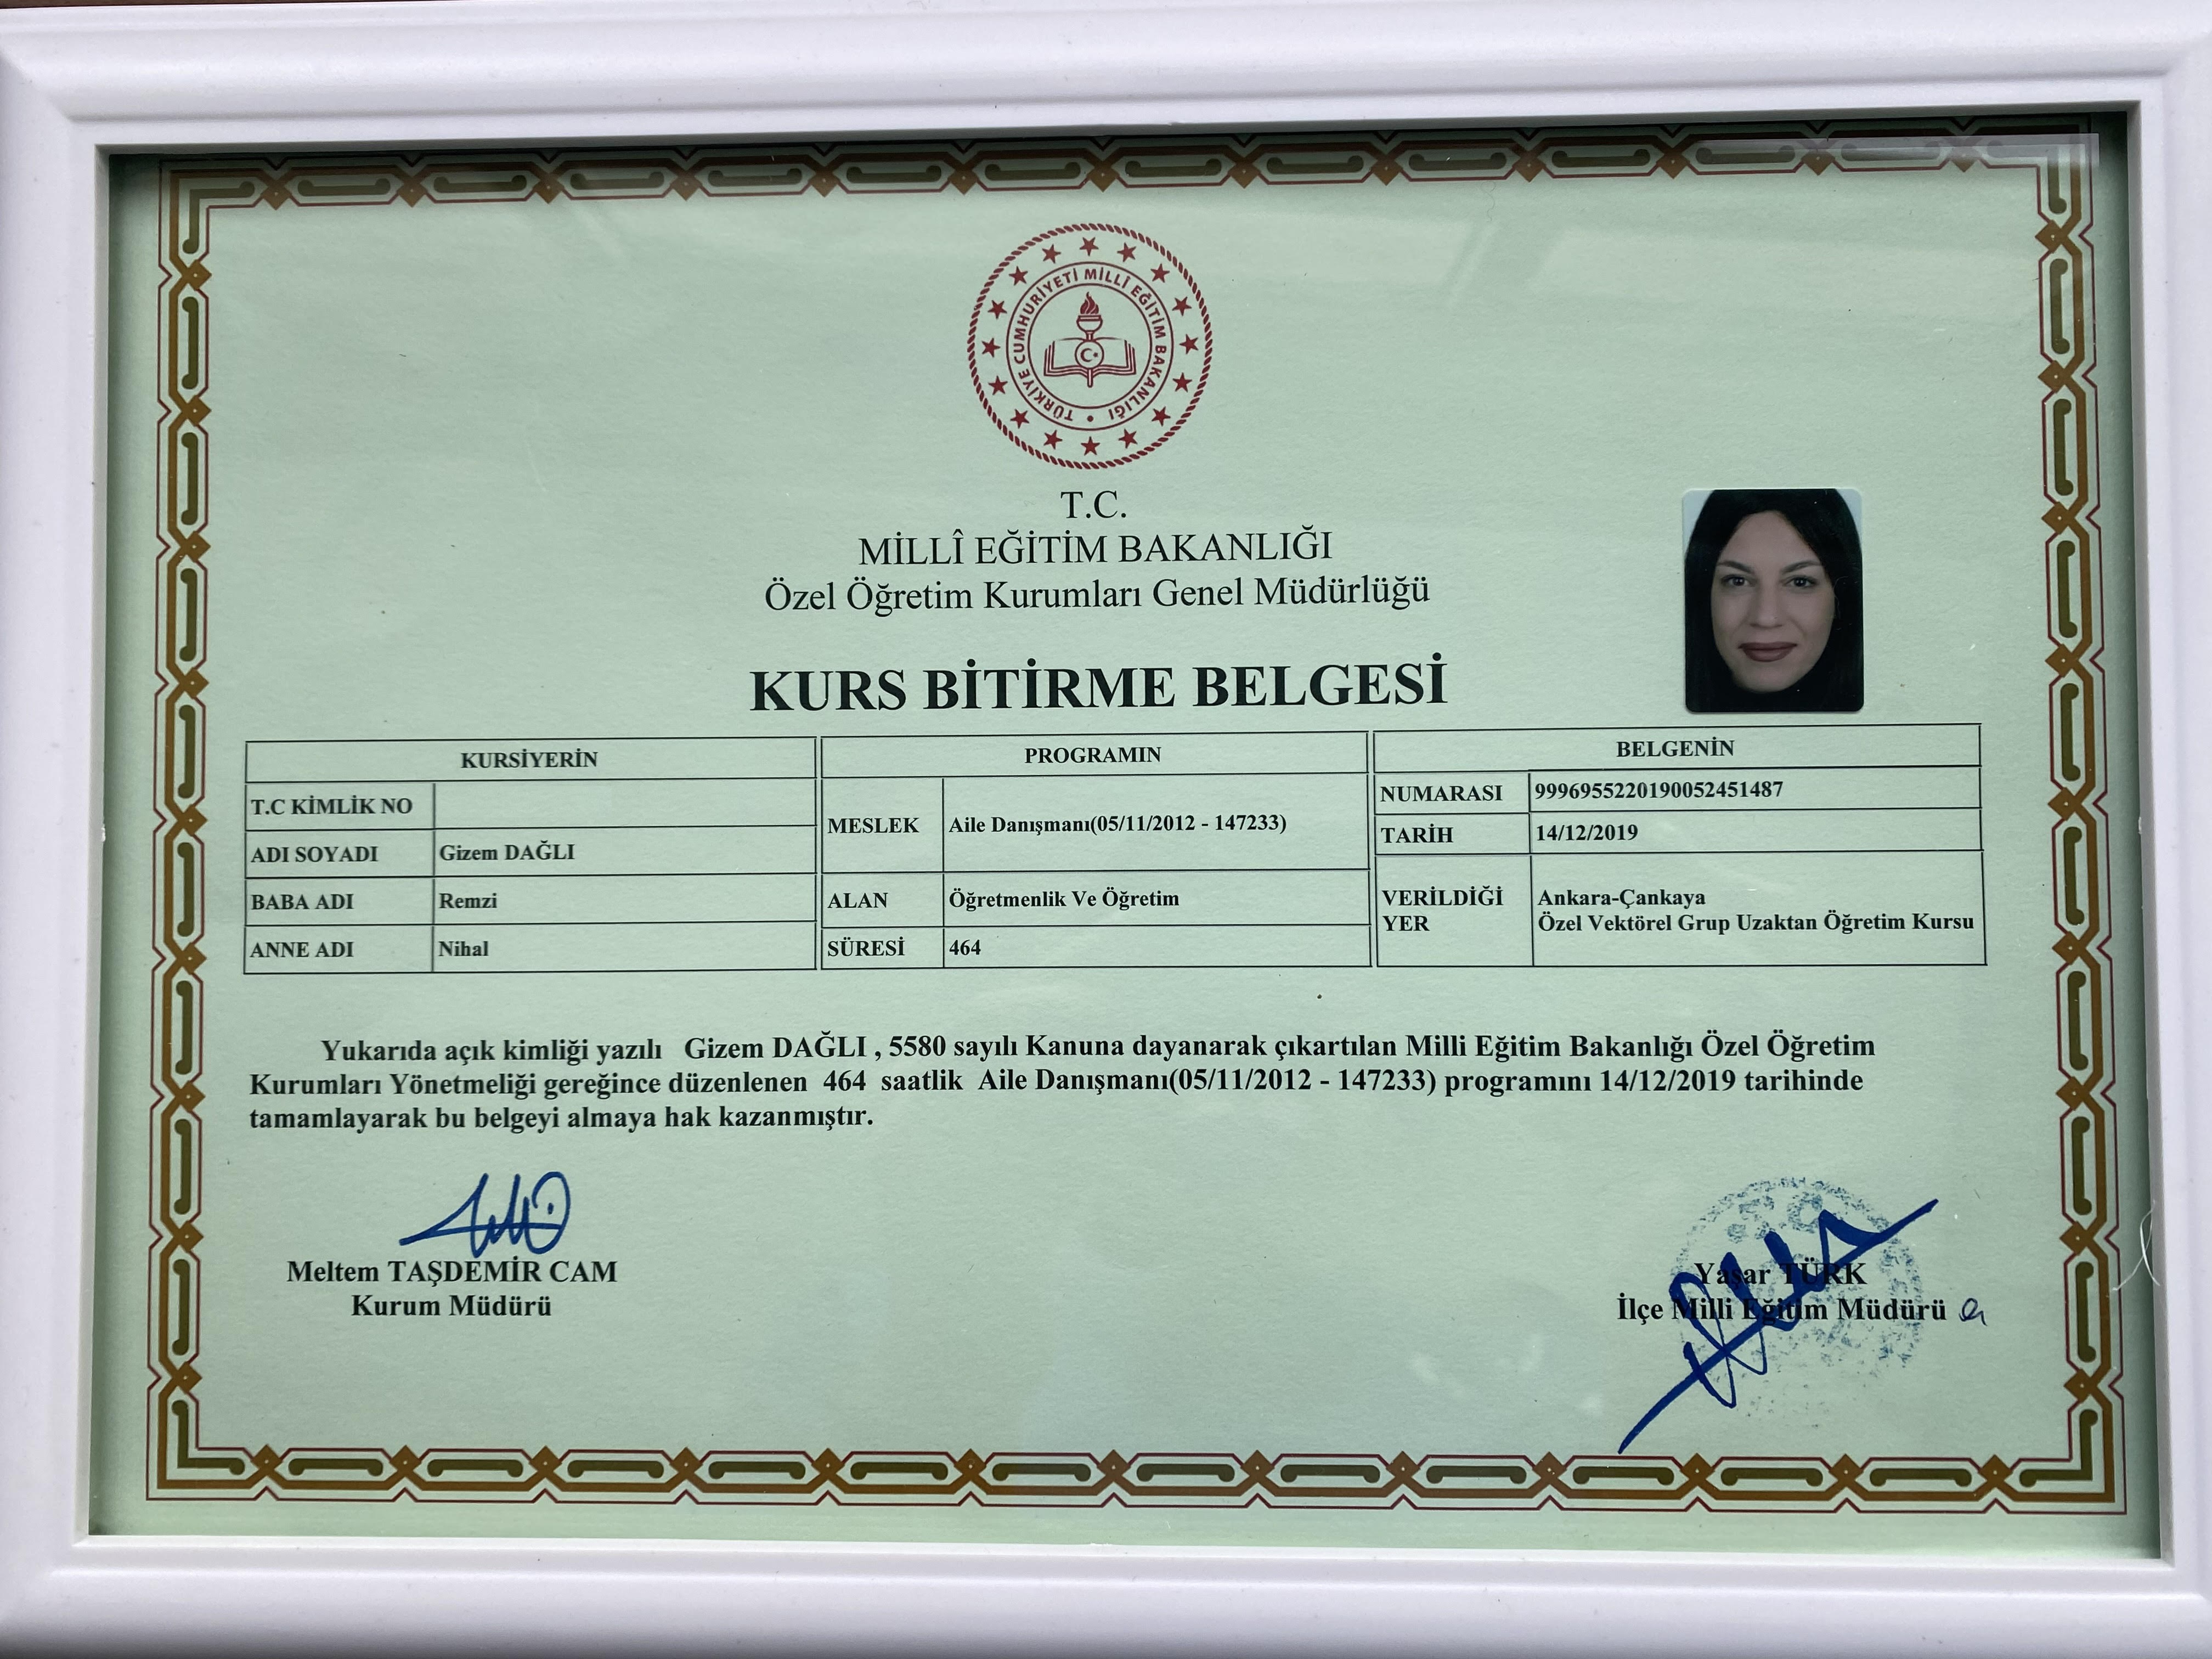 TÜRKİYE CUMHURİYETİ MİLLÎ EĞİTİM BAKANLIĞI
T.C.
MİLLÎ EĞİTİM BAKANLIĞI
Özel Öğretim Kurumları Genel Müdürlüğü
KURS BİTİRME BELGESİ
KURSİYERİN
T.C KİMLİK NO
ADI SOYADI Gizem DAĞLI
BABA ADI Remzi
ANNE ADI Nihal
PROGRAMIN
MESLEK Aile Danışmanı(05/11/2012 - 147233)
ALAN Öğretmenlik Ve Öğretim
SÜRESİ 464
BELGENİN
NUMARASI 9996955220190052451487
TARİH 14/12/2019
VERİLDİĞİ YER Ankara-Çankaya
Özel Vektörel Grup Uzaktan Öğretim Kursu
Yukarıda açık kimliği yazılı Gizem DAĞLI , 5580 sayılı Kanuna dayanarak çıkartılan Milli Eğitim Bakanlığı Özel Öğretim
Kurumları Yönetmeliği gereğince düzenlenen 464 saatlik Aile Danışmanı(05/11/2012 - 147233) programını 14/12/2019 tarihinde
tamamlayarak bu belgeyi almaya hak kazanmıştır.
Meltem TAŞDEMİR CAM
Kurum Müdürü
Yaşar TÜRK
İlçe Milli Eğitim Müdürü